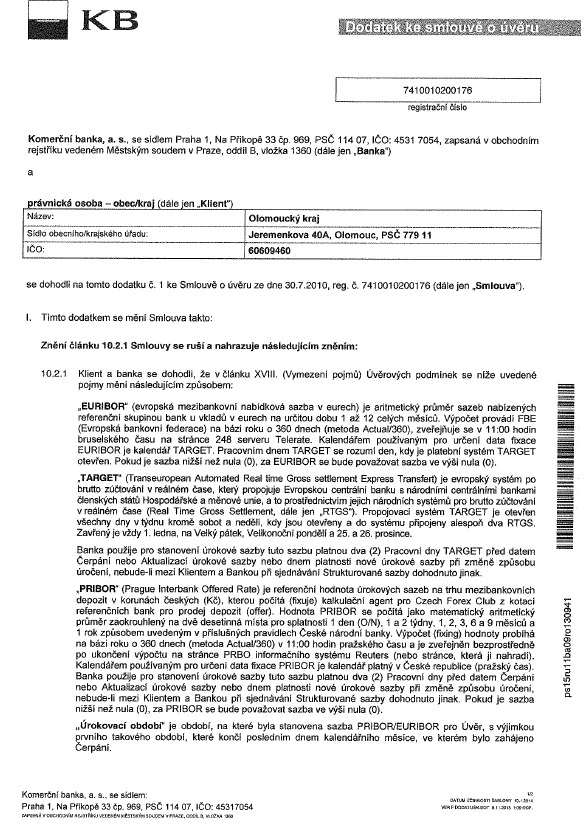 KB
Dodatek ke smlouvě o úvěru
7410010200176
registrační číslo
Komerční banka, a. s., se sídlem Praha 1, Na Příkopě 33 čp. 969, PSČ 114 07, IČO: 4531 7054, zapsaná v obchodním
rejstříku vedeném Městským soudem v Praze, oddíl B, vložka 1360 (dále jen „Banka")
a
právnická osoba – obec/kraj (dále jen „Klient")
Název: Olomoucký kraj
Sídlo obecního/krajského úřadu: Jeremenkova 40A, Olomouc, PSČ 779 11
IČO: 60609460
se dohodli na tomto dodatku č. 1 ke Smlouvě o úvěru ze dne 30.7.2010, reg. č. 7410010200176 (dále jen „Smlouva").
I. Tímto dodatkem se mění Smlouva takto:
Znění článku 10.2.1 Smlouvy se ruší a nahrazuje následujícím zněním:
10.2.1 Klient a banka se dohodli, že v článku XVIII. (Vymezení pojmů) Úvěrových podmínek se níže uvedené
pojmy mění následujícím způsobem:
„EURIBOR" (evropská mezibankovní nabídková sazba v eurech) je aritmetický průměr sazeb nabízených
referenční skupinou bank u vkladů v eurech na určitou dobu 1 až 12 celých měsíců. Výpočet provádí FBE
(Evropská bankovní federace) na bázi roku o 360 dnech (metoda Actual/360), zveřejňuje se v 11:00 hodin
bruselského času na stránce 248 serveru Telerate. Kalendářem používaným pro určení data fixace
EURIBOR je kalendář TARGET. Pracovním dnem TARGET se rozumí den, kdy je platební systém TARGET
otevřen. Pokud je sazba nižší než nula (0), za EURIBOR se bude považovat sazba ve výši nula (0).
„TARGET" (Transeuropean Automated Real time Gross settlement Express Transfert) je evropský systém po
brutto zúčtování v reálném čase, který propojuje Evropskou centrální banku s národními centrálními bankami
členských států Hospodářské a měnové unie, a to prostřednictvím jejich národních systémů pro brutto zúčtování
v reálném čase (Real Time Gross Settlement, dále jen „RTGS"). Propojovací systém TARGET je otevřen
všechny dny v týdnu kromě sobot a nedělí, kdy jsou otevřeny a do systému připojeny alespoň dva RTGS.
Zavřený je vždy 1. ledna, na Velký pátek, Velikonoční pondělí a 25. a 26. prosince.
Banka použije pro stanovení úrokové sazby tuto sazbu platnou dva (2) Pracovní dny TARGET před datem
Čerpání nebo Aktualizací úrokové sazby nebo dnem platnosti nové úrokové sazby při změně způsobu
úročení, nebude-li mezi Klientem a Bankou při sjednávání Strukturované sazby dohodnuto jinak.
„PRIBOR" (Prague Interbank Offered Rate) je referenční hodnota úrokových sazeb na trhu mezibankovních
depozit v korunách českých (Kč), kterou počítá (fixuje) kalkulační agent pro Czech Forex Club z kotací
referenčních bank pro prodej depozit (offer). Hodnota PRIBOR se počítá jako matematický aritmetický
průměr zaokrouhlený na dvě desetinná místa pro splatnosti 1 den (O/N), 1 a 2 týdny, 1, 2, 3, 6 a 9 měsíců a
1 rok způsobem uvedeným v příslušných pravidlech České národní banky. Výpočet (fixing) hodnoty probíhá
na bázi roku o 360 dnech (metoda Actual/360) v 11:00 hodin pražského času a je zveřejněn bezprostředně
po ukončení výpočtu na stránce PRBO informačního systému Reuters (nebo stránce, která ji nahradí).
Kalendářem používaným pro určení data fixace PRIBOR je kalendář platný v České republice (pražský čas).
Banka použije pro stanovení úrokové sazby tuto sazbu platnou dva (2) Pracovní dny před datem Čerpání
nebo Aktualizací úrokové sazby nebo dnem platnosti nové úrokové sazby při změně způsobu úročení,
nebude-li mezi Klientem a Bankou při sjednávání Strukturované sazby dohodnuto jinak. Pokud je sazba
nižší než nula (0), za PRIBOR se bude považovat sazba ve výši nula (0).
„Úrokovací období" je období, na které byla stanovena sazba PRIBOR/EURIBOR pro Úvěr, s výjimkou
prvního takového období, které končí posledním dnem kalendářního měsíce, ve kterém bylo zahájeno
Čerpání.
ps15ru11ba09ro130941
Komerční banka, a. s., se sídlem:
Praha 1, Na Příkopě 33 čp. 969, PSČ 114 07, IČO: 45317054
ZAPSANÁ V OBCHODNÍM REJSTŘÍKU VEDENÉM MĚSTSKÝM SOUDEM V PRAZE, ODDÍL B, VLOŽKA 1360
1/2
DATUM ÚČINNOSTI ŠABLONY